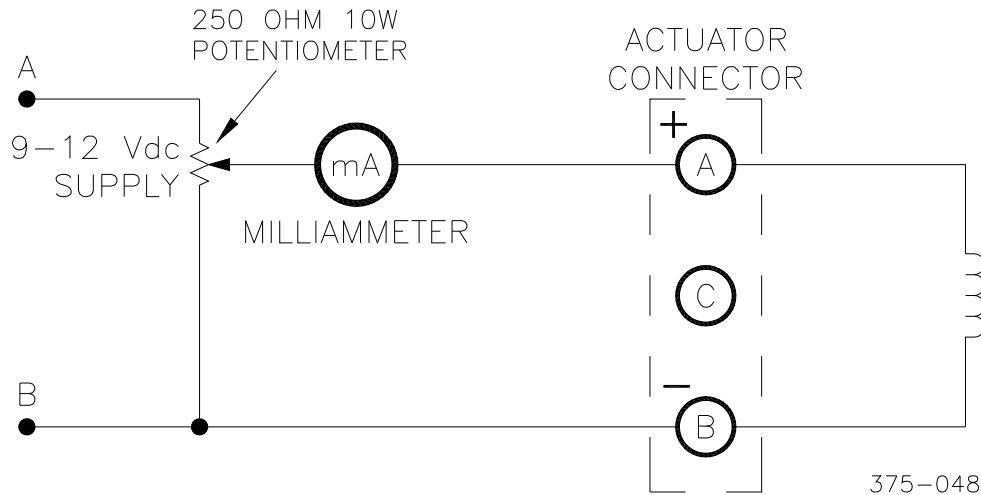 250 OHM 10W
POTENTIOMETER
ACTUATOR
CONNECTOR
A
+
9-12 Vdc
SUPPLY
mA
A
MILLIAMMETER
C
B
−
B
375-048